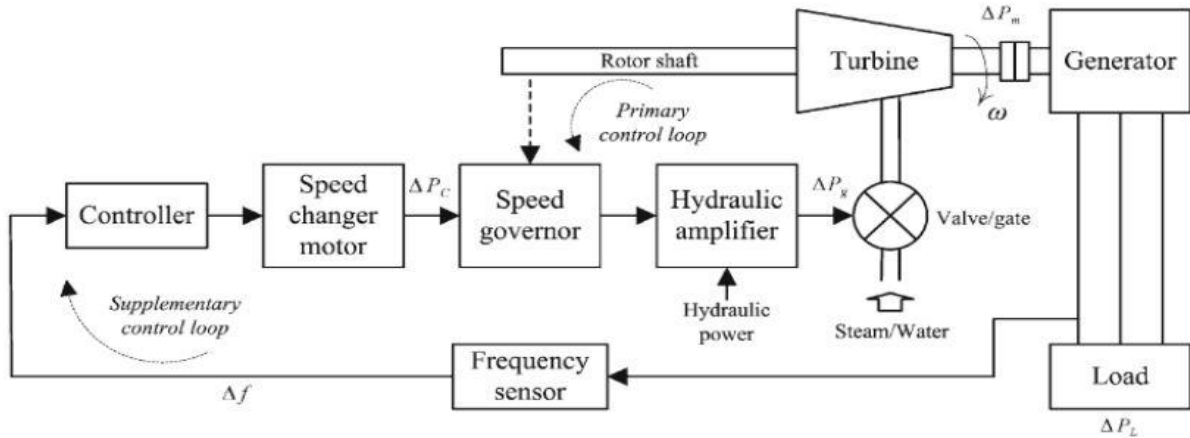 ΔP_m
Rotor shaft
Turbine
Generator
ω
Primary
control loop
Controller
Speed
changer
motor
ΔP_C
Speed
governor
Hydraulic
amplifier
ΔP_g
Valve/gate
Supplementary
control loop
Hydraulic
power
Steam/Water
Frequency
sensor
Δf
Load
ΔP_L